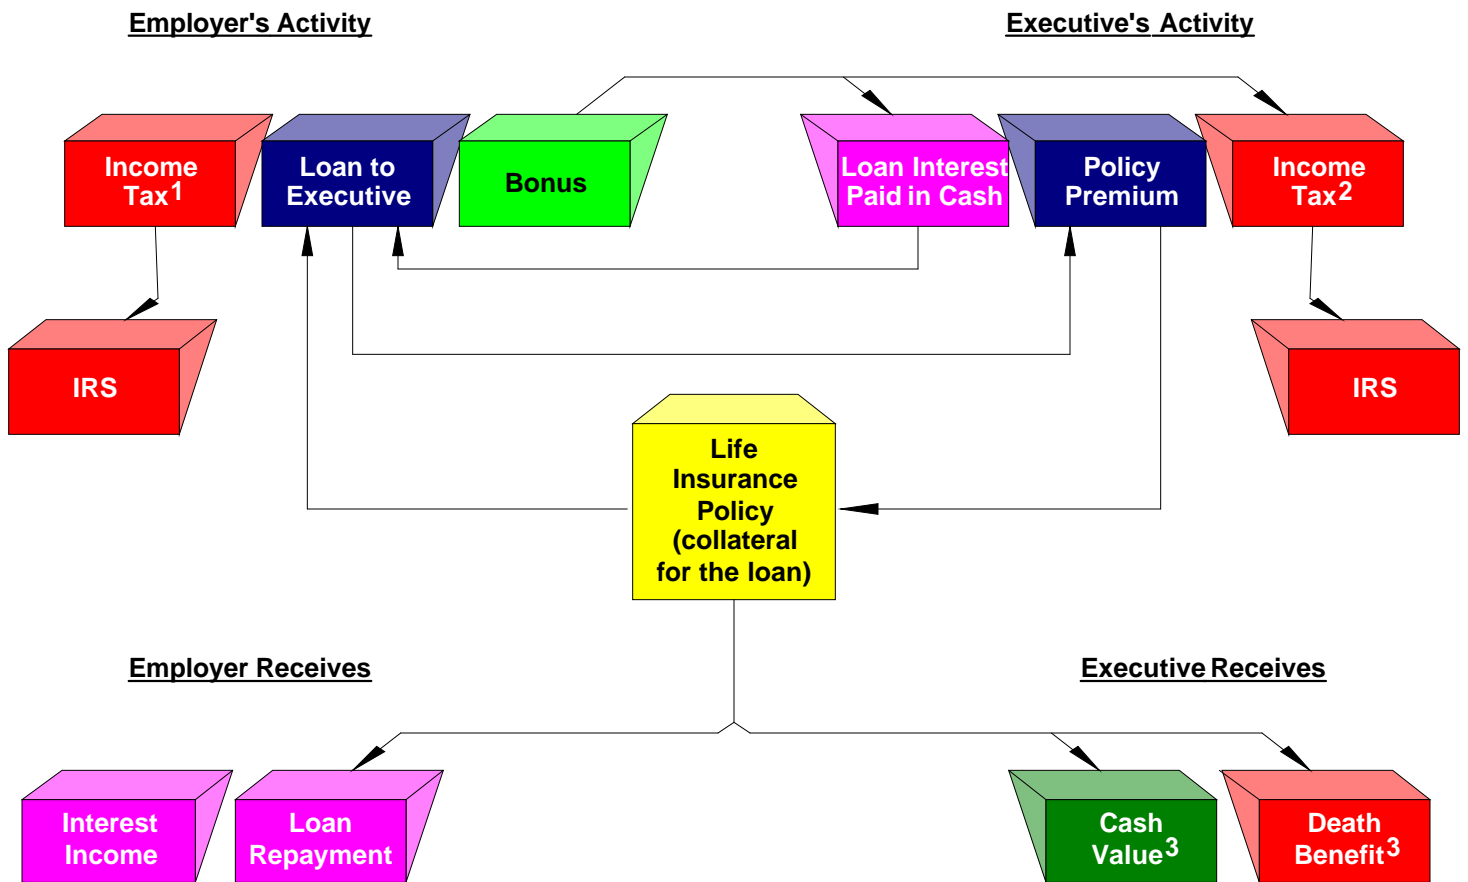 Employer's Activity
Executive's Activity
Income
Tax1
Loan to
Executive
Bonus
Loan Interest
Paid in Cash
Policy
Premium
Income
Tax2
IRS
IRS
Life
Insurance
Policy
(collateral
for the loan)
Employer Receives
Executive Receives
Interest
Income
Loan
Repayment
Cash
Value3
Death
Benefit3